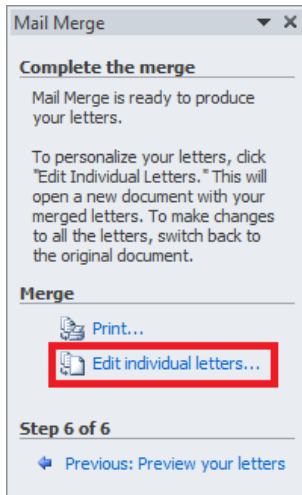 Mail Merge
Complete the merge
Mail Merge is ready to produce
your letters.
To personalize your letters, click
"Edit Individual Letters." This will
open a new document with your
merged letters. To make changes
to all the letters, switch back to
the original document.
Merge
Print...
Edit individual letters...
Step 6 of 6
Previous: Preview your letters